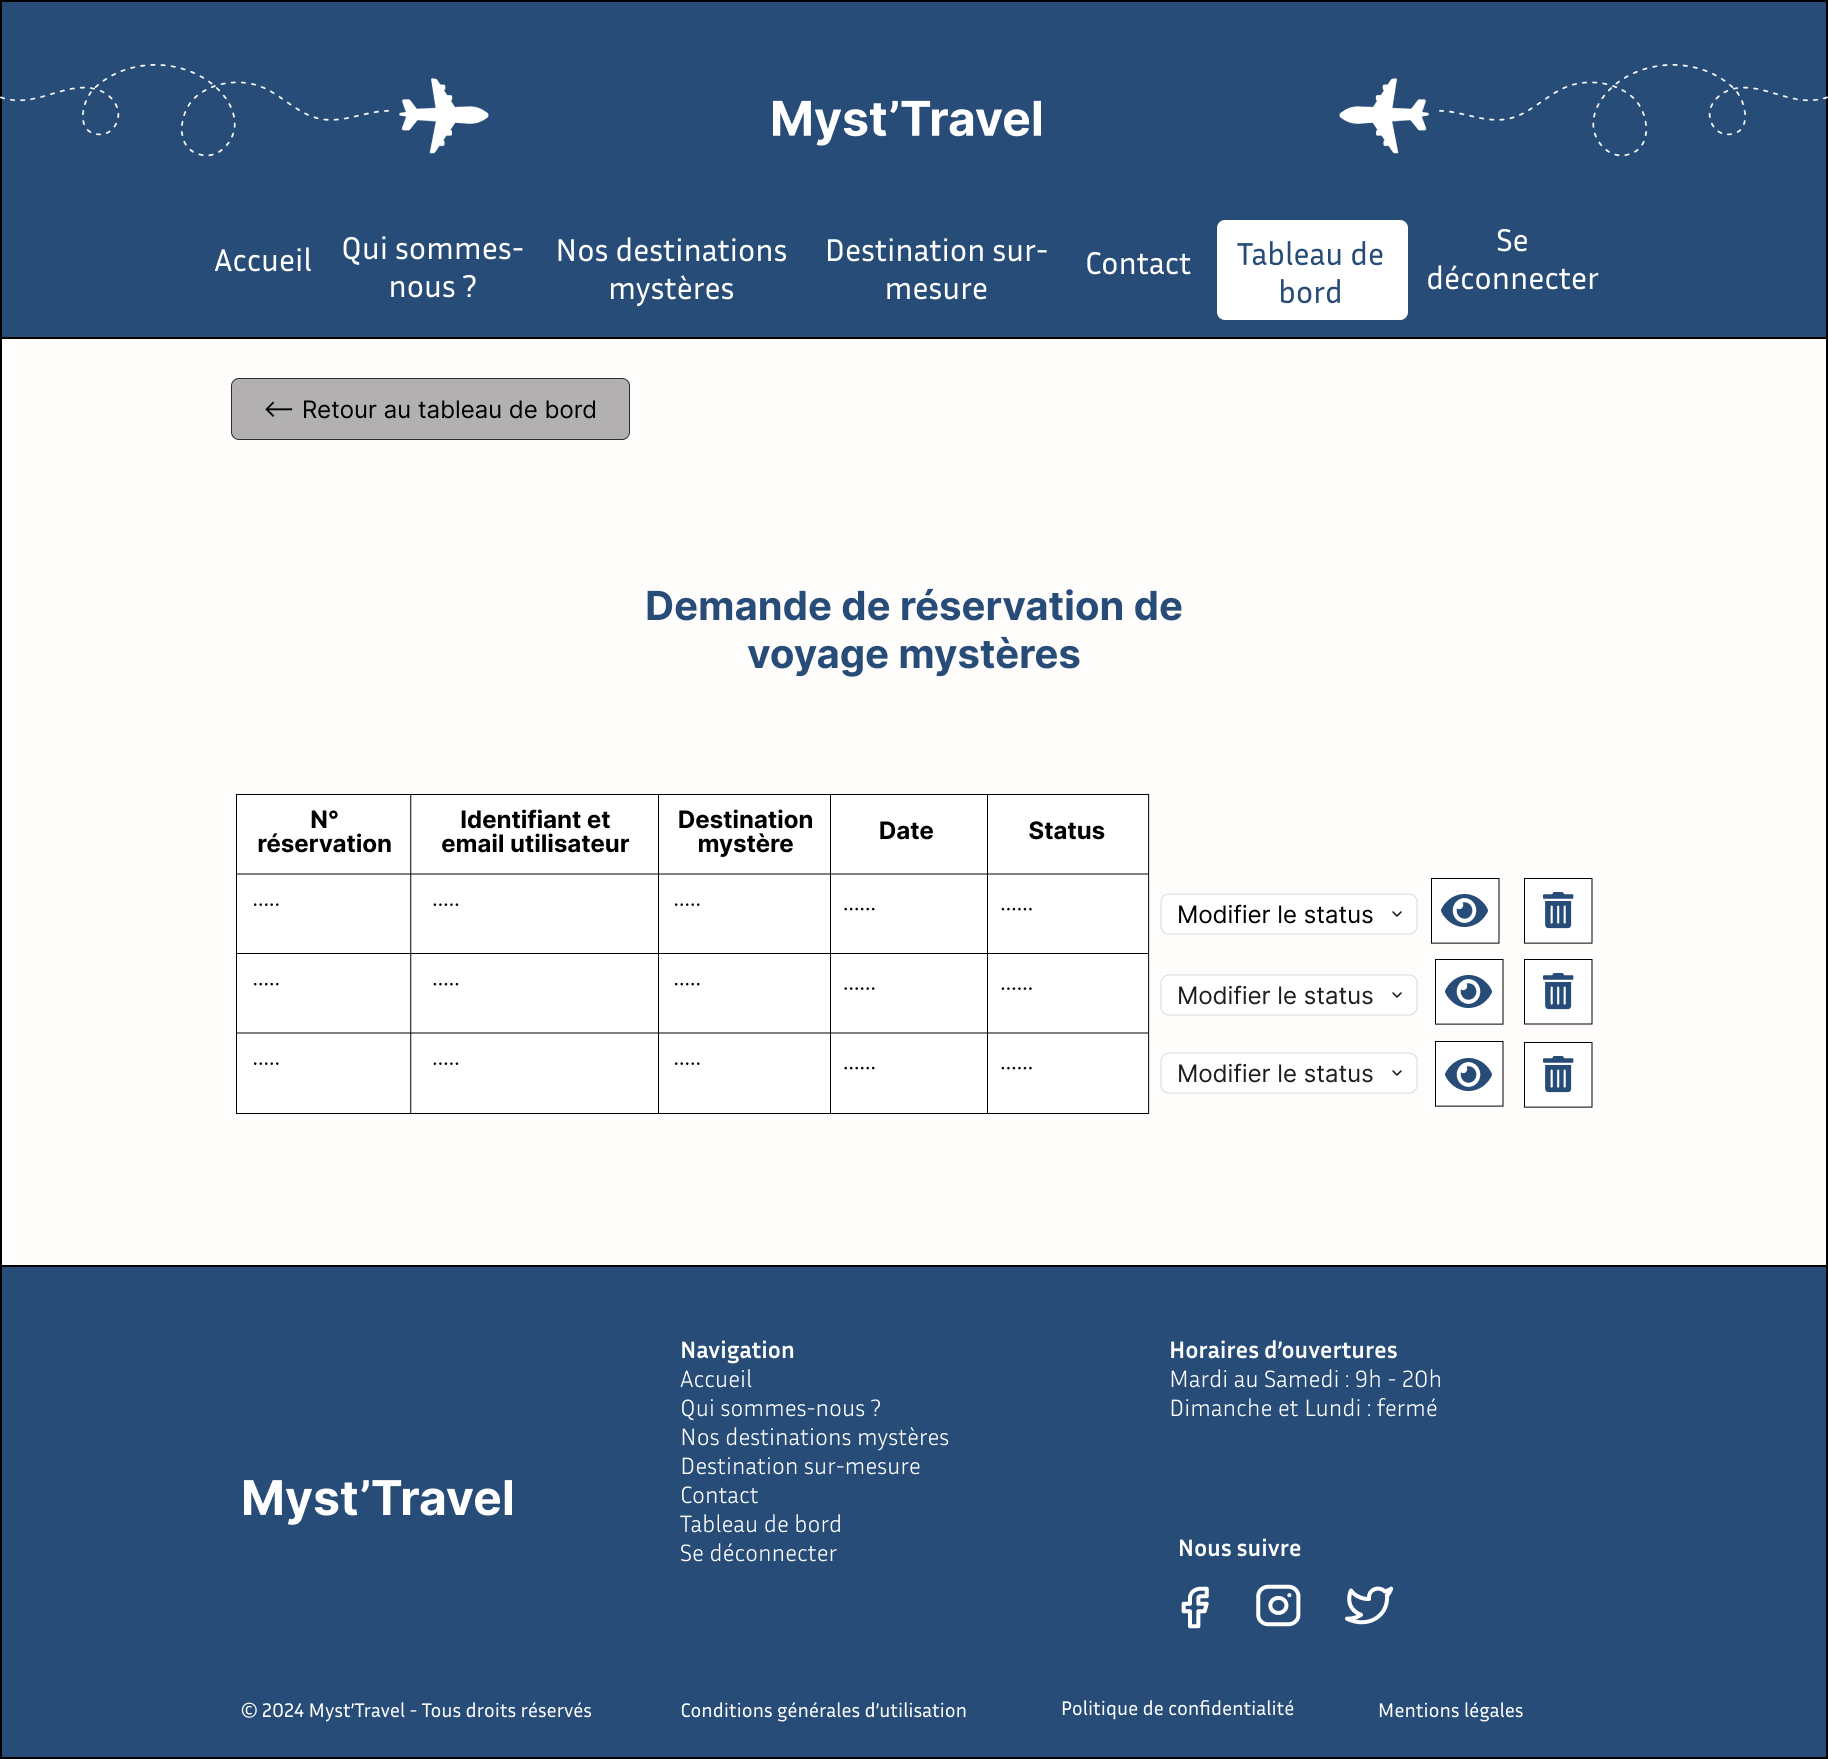 Myst’Travel
Accueil
Qui sommes-
nous ?
Nos destinations
mystères
Destination sur-
mesure
Contact
Tableau de
bord
Se
déconnecter
Retour au tableau de bord
Demande de réservation de
voyage mystères
N°
réservation
Identifiant et
email utilisateur
Destination
mystère
Date
Status
..... ..... ..... ...... ......
Modifier le status
..... ..... ..... ...... ......
Modifier le status
..... ..... ..... ...... ......
Modifier le status
Myst’Travel
Navigation
Accueil
Qui sommes-nous ?
Nos destinations mystères
Destination sur-mesure
Contact
Tableau de bord
Se déconnecter
Horaires d’ouvertures
Mardi au Samedi : 9h - 20h
Dimanche et Lundi : fermé
Nous suivre
© 2024 Myst’Travel - Tous droits réservés
Conditions générales d’utilisation
Politique de confidentialité
Mentions légales